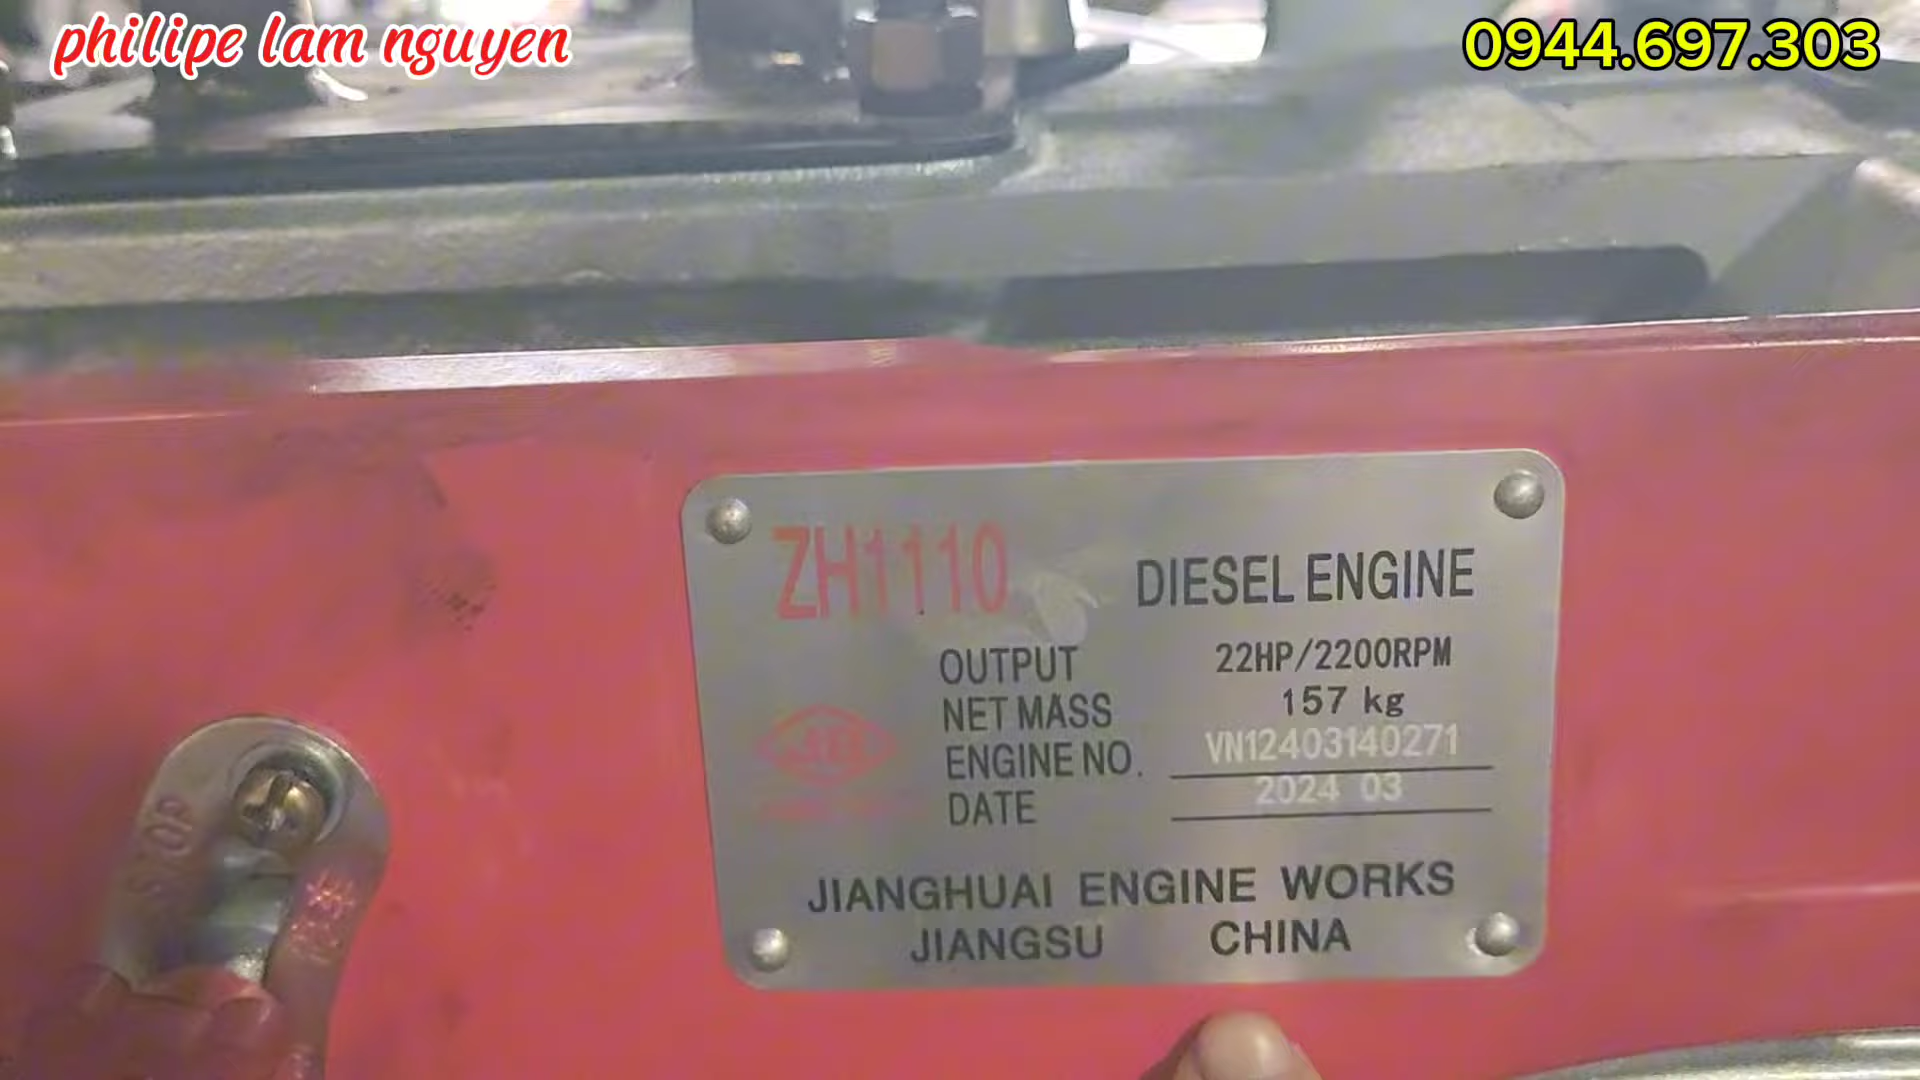 philipe lam nguyen
0944.697.303
ZH1110
DIESEL ENGINE
OUTPUT 22HP/2200RPM
NET MASS 157 kg
ENGINE NO. VN12403140271
DATE 2024 03
JIANGHUAI ENGINE WORKS
JIANGSU CHINA
STOP